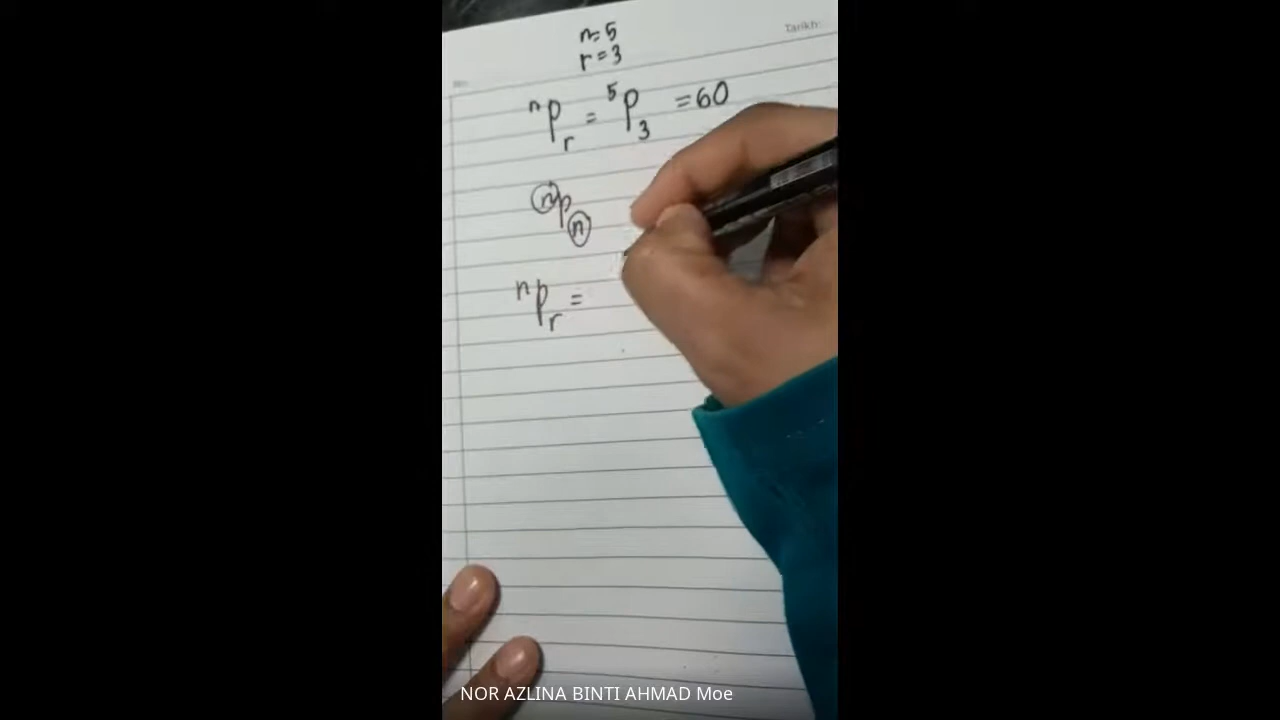 Tarikh:
n=5
r=3
ⁿPᵣ = ⁵P₃ =60
ⁿPₙ
ⁿPᵣ =
NOR AZLINA BINTI AHMAD Moe